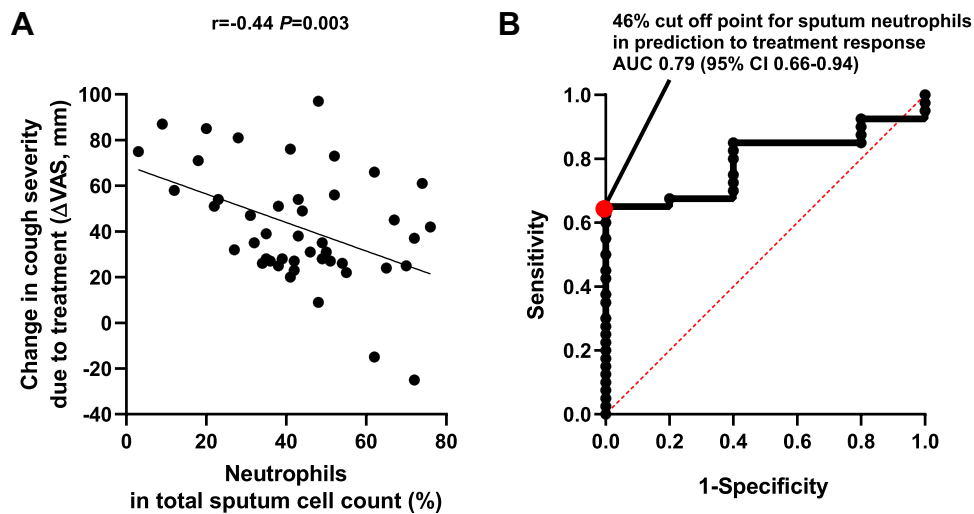 A
r=-0.44 P=0.003
Change in cough severity
due to treatment (ΔVAS, mm)
100
80
60
40
20
0
-20
-40
0
20
40
60
80
Neutrophils
in total sputum cell count (%)
B
46% cut off point for sputum neutrophils
in prediction to treatment response
AUC 0.79 (95% CI 0.66-0.94)
Sensitivity
1.0
0.8
0.6
0.4
0.2
0.0
0.0
0.2
0.4
0.6
0.8
1.0
1-Specificity